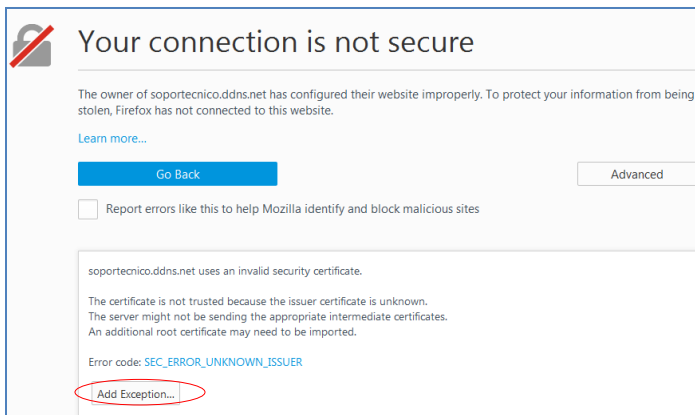 Your connection is not secure
The owner of soportecnico.ddns.net has configured their website improperly. To protect your information from being
stolen, Firefox has not connected to this website.
Learn more...
Go Back
Advanced
Report errors like this to help Mozilla identify and block malicious sites
soportecnico.ddns.net uses an invalid security certificate.
The certificate is not trusted because the issuer certificate is unknown.
The server might not be sending the appropriate intermediate certificates.
An additional root certificate may need to be imported.
Error code: SEC_ERROR_UNKNOWN_ISSUER
Add Exception...